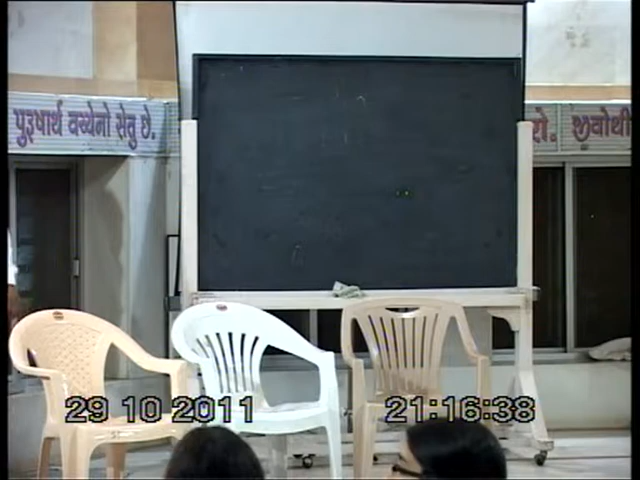 પુરૂષાર્થ વચ્ચેનો સેતુ છે.
જીવોથી
29 10 2011
21:16:38